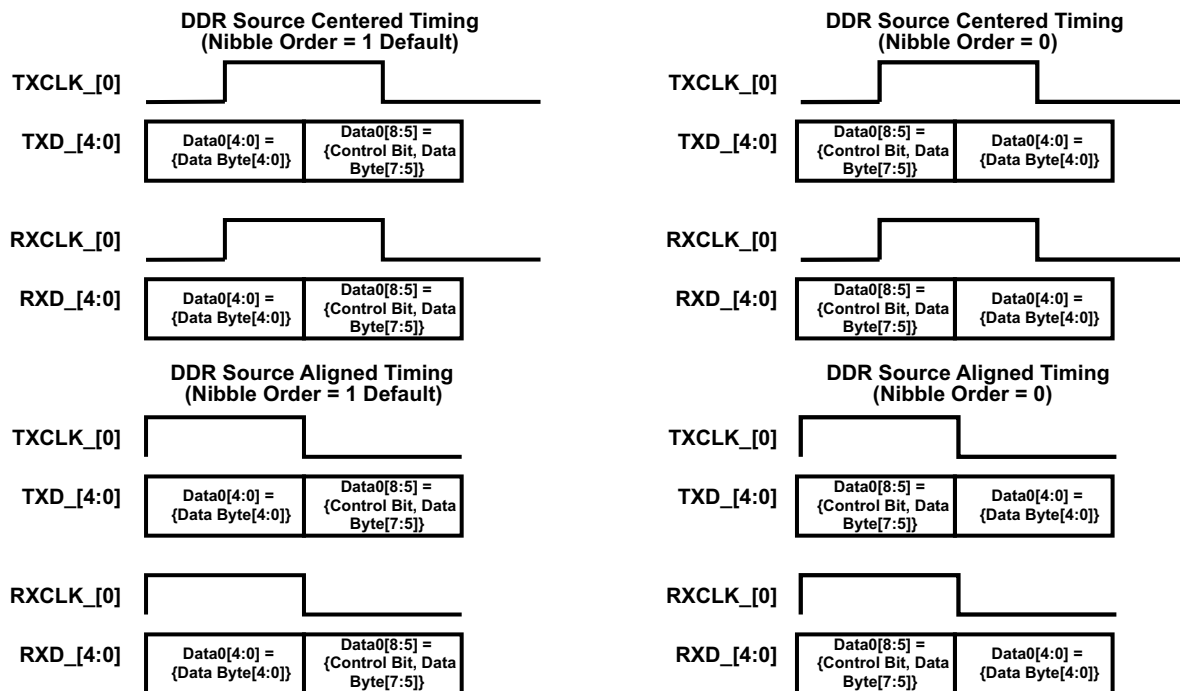 DDR Source Centered Timing
(Nibble Order = 1 Default)
TXCLK_[0]
TXD_[4:0]
Data0[4:0] =
{Data Byte[4:0]}
Data0[8:5] =
{Control Bit, Data
Byte[7:5]}
RXCLK_[0]
RXD_[4:0]
Data0[4:0] =
{Data Byte[4:0]}
Data0[8:5] =
{Control Bit, Data
Byte[7:5]}
DDR Source Centered Timing
(Nibble Order = 0)
TXCLK_[0]
TXD_[4:0]
Data0[8:5] =
{Control Bit, Data
Byte[7:5]}
Data0[4:0] =
{Data Byte[4:0]}
RXCLK_[0]
RXD_[4:0]
Data0[8:5] =
{Control Bit, Data
Byte[7:5]}
Data0[4:0] =
{Data Byte[4:0]}
DDR Source Aligned Timing
(Nibble Order = 1 Default)
TXCLK_[0]
TXD_[4:0]
Data0[4:0] =
{Data Byte[4:0]}
Data0[8:5] =
{Control Bit, Data
Byte[7:5]}
RXCLK_[0]
RXD_[4:0]
Data0[4:0] =
{Data Byte[4:0]}
Data0[8:5] =
{Control Bit, Data
Byte[7:5]}
DDR Source Aligned Timing
(Nibble Order = 0)
TXCLK_[0]
TXD_[4:0]
Data0[8:5] =
{Control Bit, Data
Byte[7:5]}
Data0[4:0] =
{Data Byte[4:0]}
RXCLK_[0]
RXD_[4:0]
Data0[8:5] =
{Control Bit, Data
Byte[7:5]}
Data0[4:0] =
{Data Byte[4:0]}